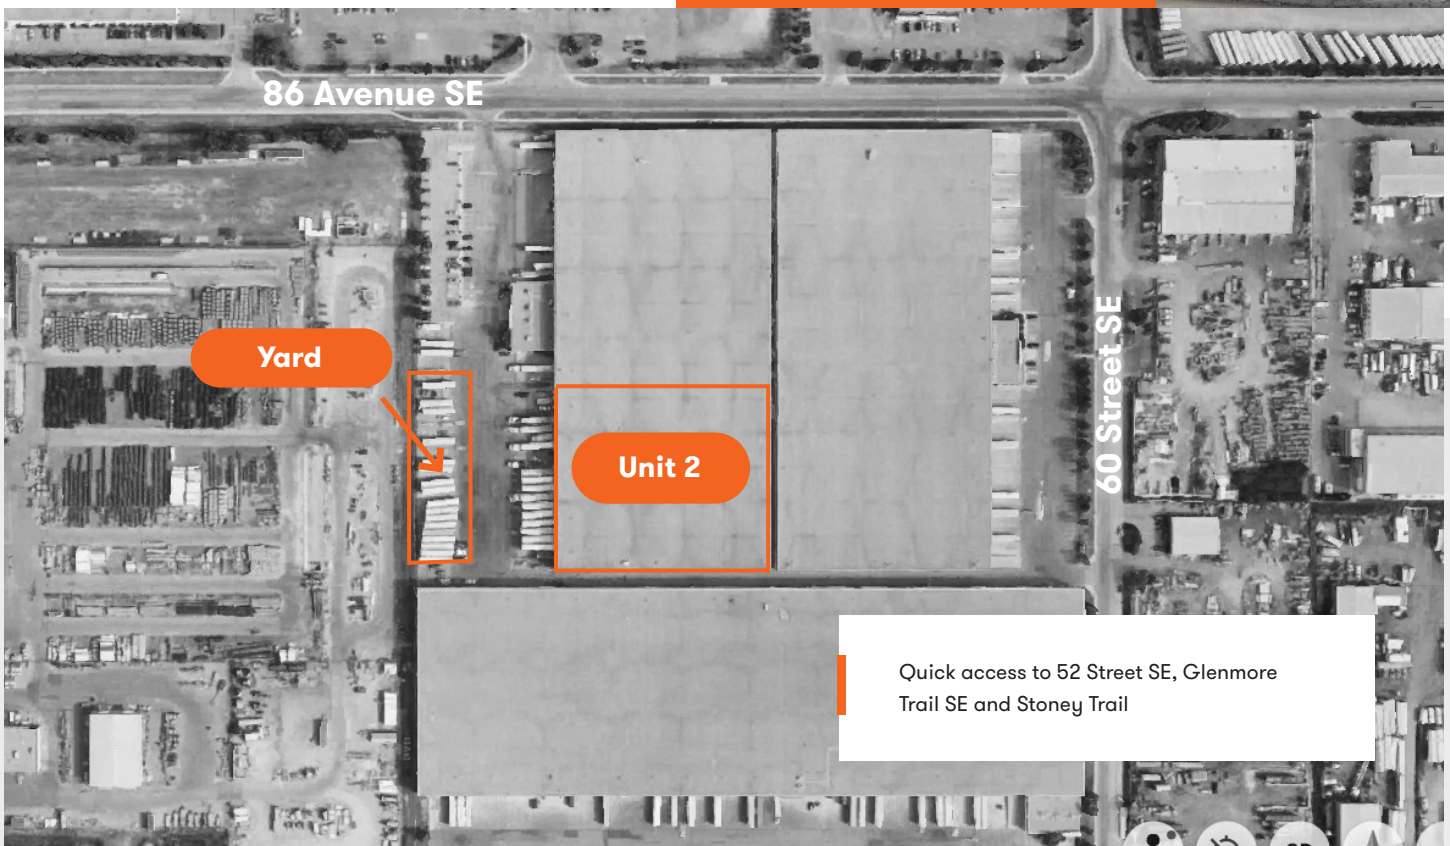 86 Avenue SE
60 Street SE
Yard
Unit 2
Quick access to 52 Street SE, Glenmore
Trail SE and Stoney Trail